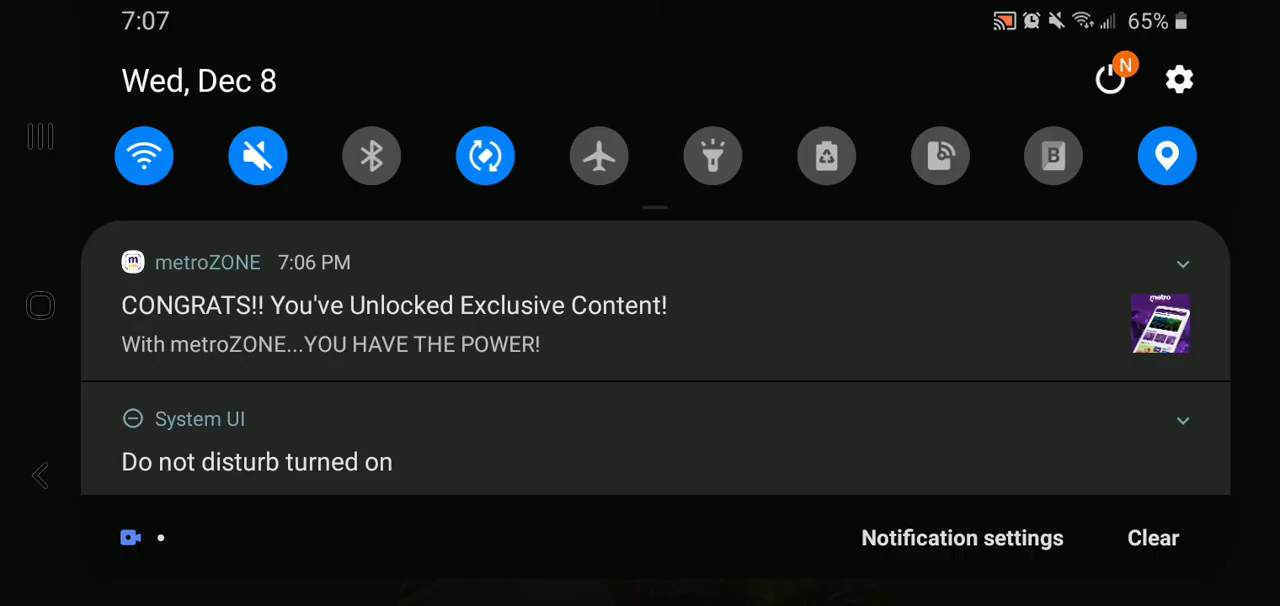 7:07
65%
Wed, Dec 8
N
B
metroZONE 7:06 PM
CONGRATS!! You've Unlocked Exclusive Content!
With metroZONE...YOU HAVE THE POWER!
metro
System UI
Do not disturb turned on
Notification settings Clear